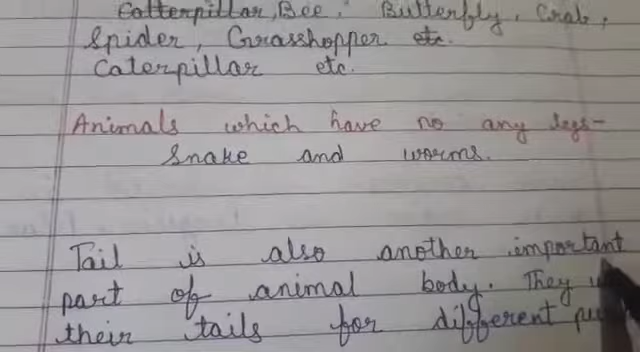 Catterpillar, Bee, Butterfly, Crab,
Spider, Grasshopper etc.
Caterpillar etc.
Animals which have no any legs-
Snake and worms.
Tail is also another important
part of animal body. They
their tails for different